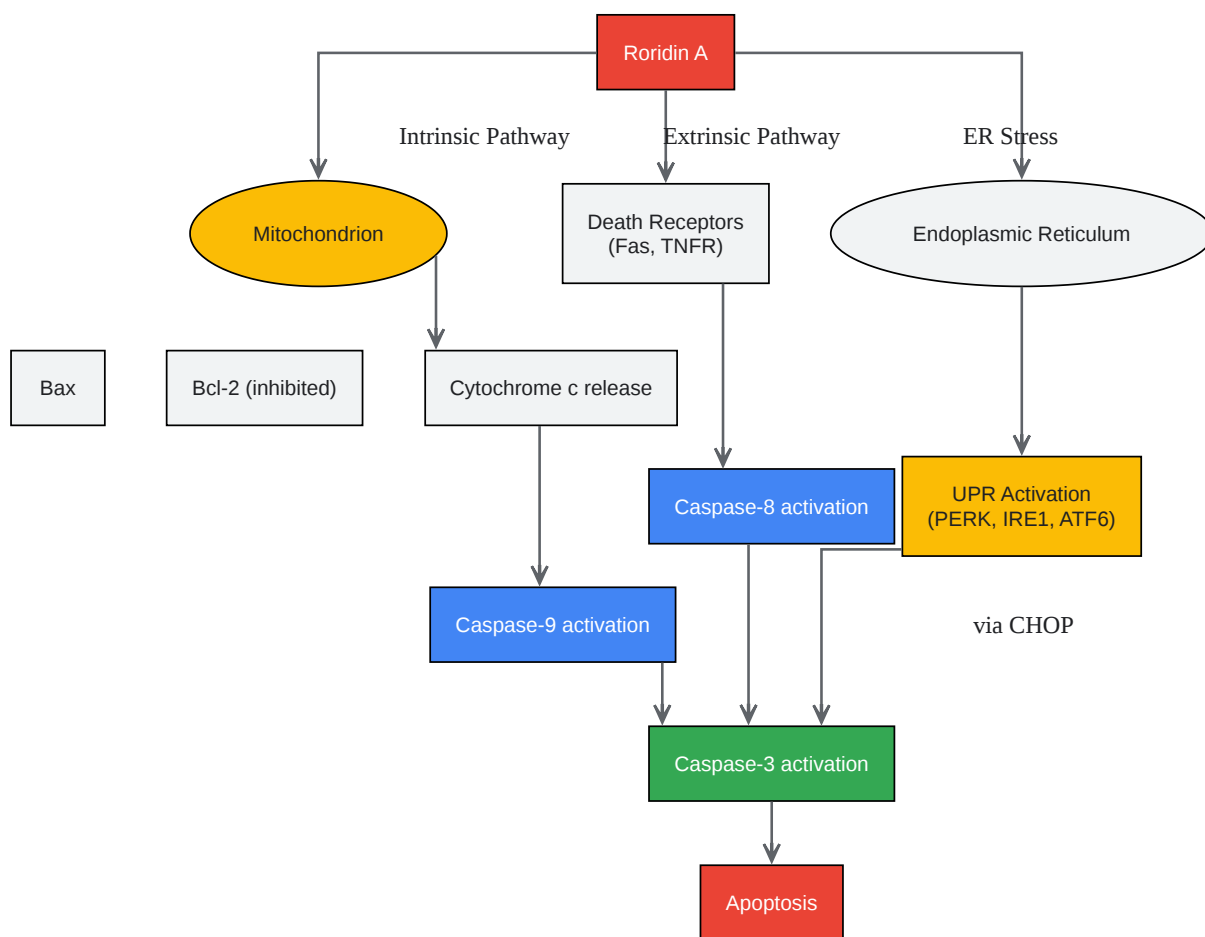 Roridin A
Intrinsic Pathway
Extrinsic Pathway
ER Stress
Mitochondrion
Death Receptors
(Fas, TNFR)
Endoplasmic Reticulum
Bax
Bcl-2 (inhibited)
Cytochrome c release
Caspase-8 activation
UPR Activation
(PERK, IRE1, ATF6)
Caspase-9 activation
via CHOP
Caspase-3 activation
Apoptosis